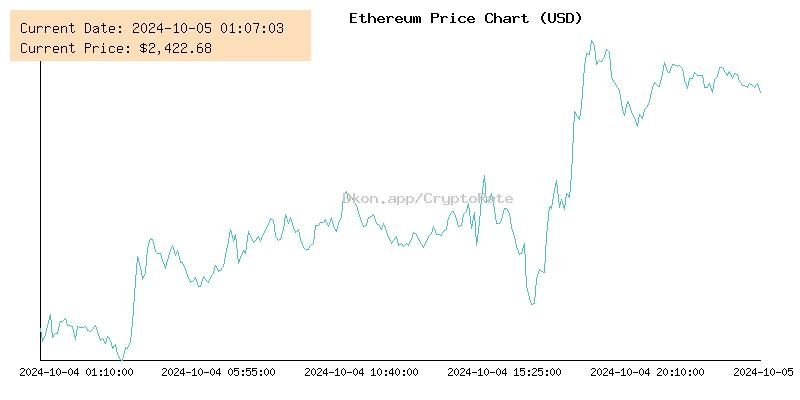 Ethereum Price Chart (USD)
Current Date: 2024-10-05 01:07:03
Current Price: $2,422.68
Dkon.app/CryptoRate
2024-10-04 01:10:00 2024-10-04 05:55:00 2024-10-04 10:40:00 2024-10-04 15:25:00 2024-10-04 20:10:00 2024-10-05